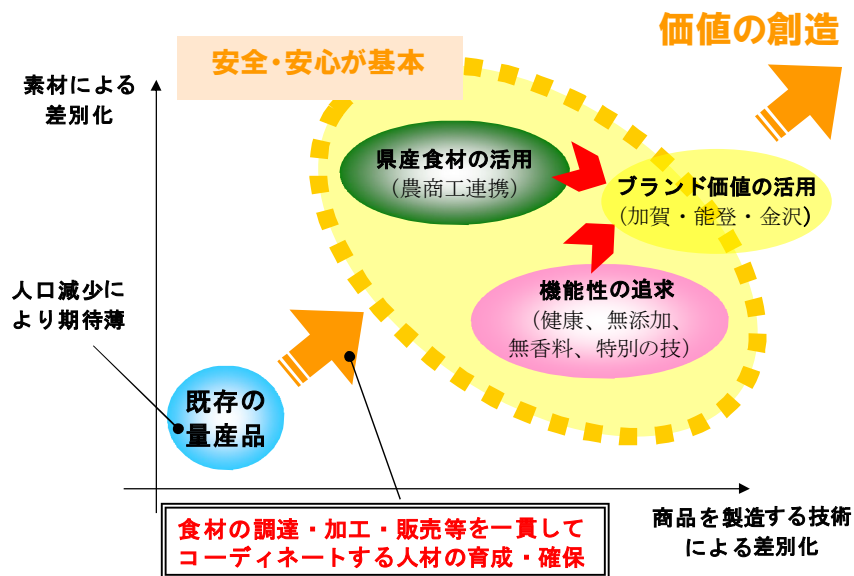 価値の創造
安全・安心が基本
素材による
差別化
県産食材の活用
（農商工連携）
ブランド価値の活用
（加賀・能登・金沢）
機能性の追求
（健康、無添加、
無香料、特別の技）
人口減少に
より期待薄
既存の
量産品
食材の調達・加工・販売等を一貫して
コーディネートする人材の育成・確保
商品を製造する技術
による差別化